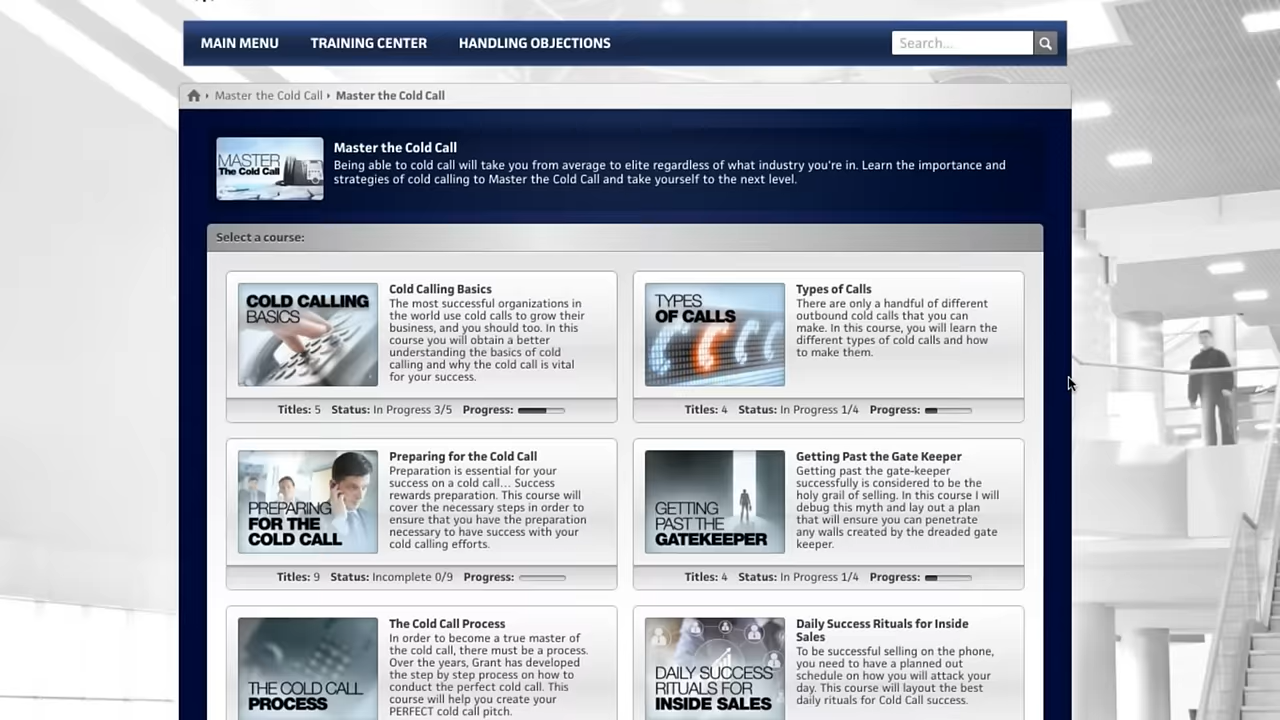 MAIN MENU
TRAINING CENTER
HANDLING OBJECTIONS
Search...
Master the Cold Call
Master the Cold Call
MASTER
The Cold Call
Master the Cold Call
Being able to cold call will take you from average to elite regardless of what industry you're in. Learn the importance and
strategies of cold calling to Master the Cold Call and take yourself to the next level.
Select a course:
COLD CALLING
BASICS
Cold Calling Basics
The most successful organizations in
the world use cold calls to grow their
business, and you should too. In this
course you will obtain a better
understanding the basics of cold
calling and why the cold call is vital
for your success.
Titles: 5 Status: In Progress 3/5 Progress:
TYPES
OF CALLS
Types of Calls
There are only a handful of different
outbound cold calls that you can
make. In this course, you will learn the
different types of cold calls and how
to make them.
Titles: 4 Status: In Progress 1/4 Progress:
PREPARING
FOR THE
COLD CALL
Preparing for the Cold Call
Preparation is essential for your
success on a cold call... Success
rewards preparation. This course will
cover the necessary steps in order to
ensure that you have the preparation
necessary to have success with your
cold calling efforts.
Titles: 9 Status: Incomplete 0/9 Progress:
GETTING
PAST THE
GATEKEEPER
Getting Past the Gate Keeper
Getting past the gate-keeper
successfully is considered to be the
holy grail of selling. In this course I will
debug this myth and lay out a plan
that will ensure you can penetrate
any walls created by the dreaded gate
keeper.
Titles: 4 Status: In Progress 1/4 Progress:
THE COLD CALL
PROCESS
The Cold Call Process
In order to become a true master of
the cold call, there must be a process.
Over the years, Grant has developed
the step by step process on how to
conduct the perfect cold call. This
course will help you create your
PERFECT cold call pitch.
DAILY SUCCESS
RITUALS FOR
INSIDE SALES
Daily Success Rituals for Inside
Sales
To be successful selling on the phone,
you need to have a planned out
schedule on how you will attack your
day. This course will layout the best
daily rituals for Cold Call success.